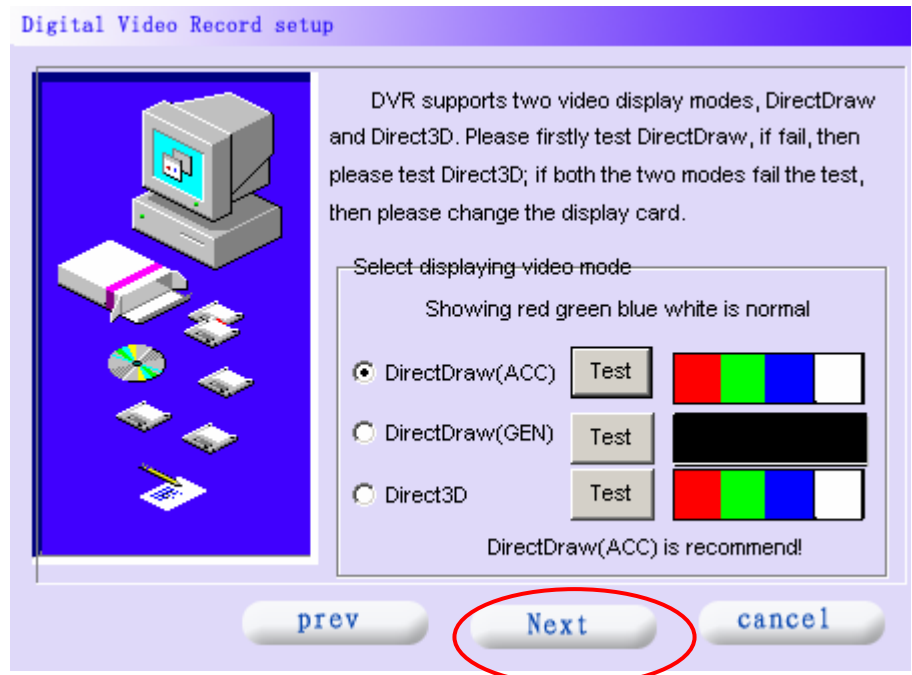 Digital Video Record setup
DVR supports two video display modes, DirectDraw
and Direct3D. Please firstly test DirectDraw, if fail, then
please test Direct3D; if both the two modes fail the test,
then please change the display card.
Select displaying video mode
Showing red green blue white is normal
DirectDraw(ACC) Test
DirectDraw(GEN) Test
Direct3D Test
DirectDraw(ACC) is recommend!
prev Next cancel